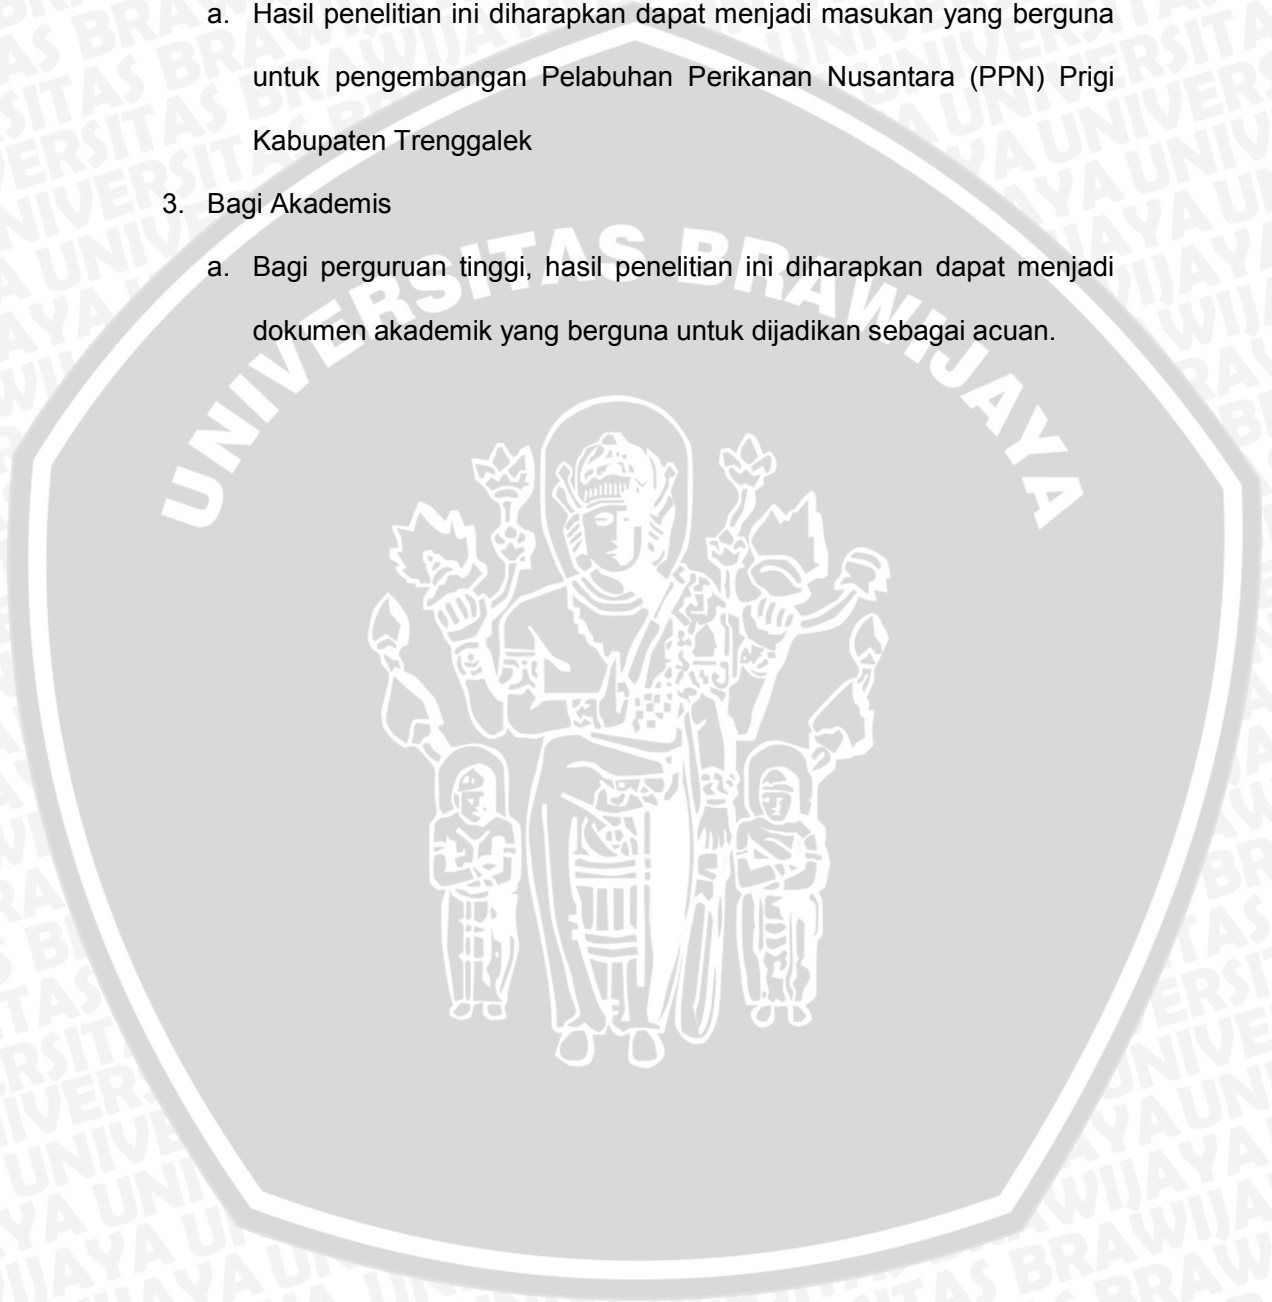 a. Hasil penelitian ini diharapkan dapat menjadi masukan yang berguna
untuk pengembangan Pelabuhan Perikanan Nusantara (PPN) Prigi
Kabupaten Trenggalek
3. Bagi Akademis
a. Bagi perguruan tinggi, hasil penelitian ini diharapkan dapat menjadi
dokumen akademik yang berguna untuk dijadikan sebagai acuan.
UNIVERSITAS BRAWIJAYA